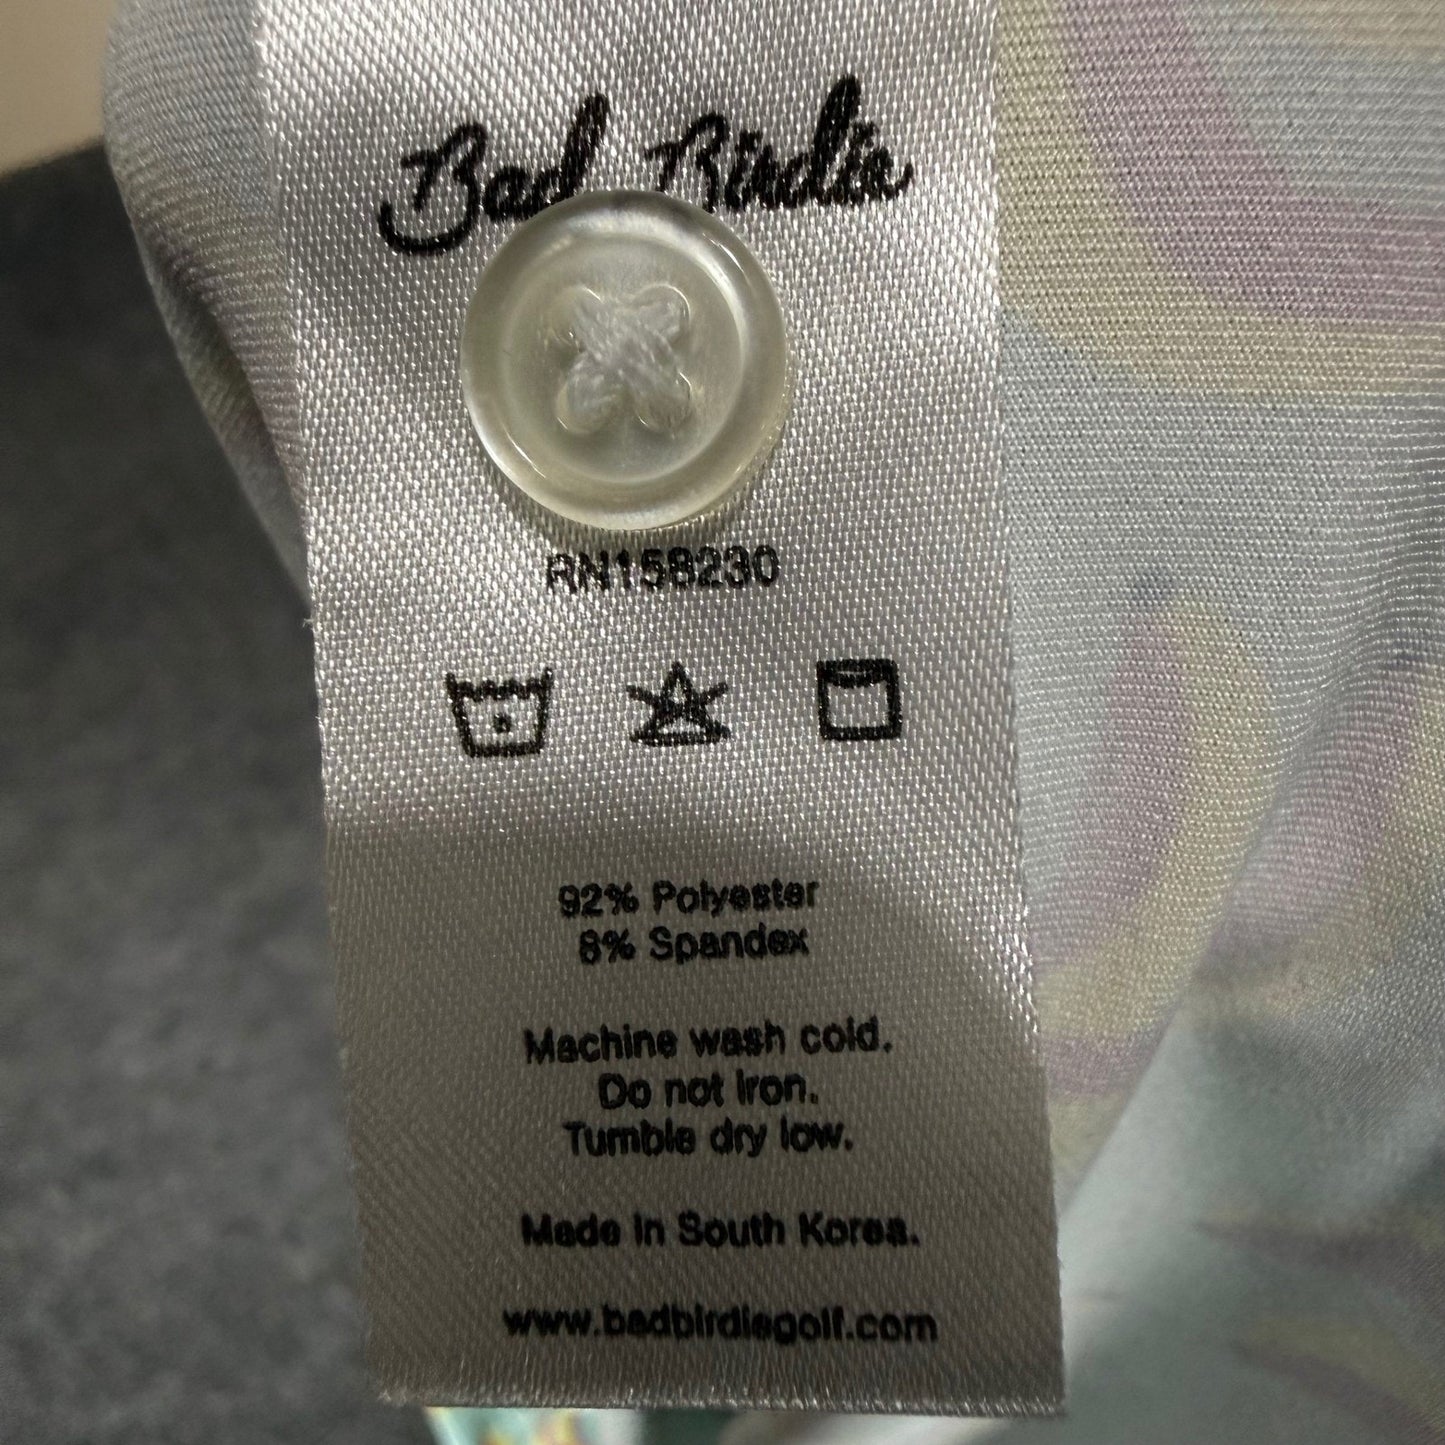 Bad Birdie
RN158230
92% Polyester
8% Spandex
Machine wash cold.
Do not Iron.
Tumble dry low.
Made in South Korea.
www.badbirdiegolf.com